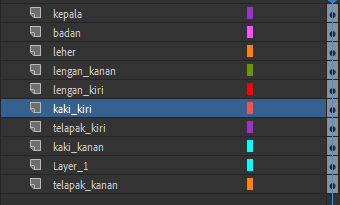 kepala
badan
leher
lengan_kanan
lengan_kiri
kaki_kiri
telapak_kiri
kaki_kanan
Layer_1
telapak_kanan